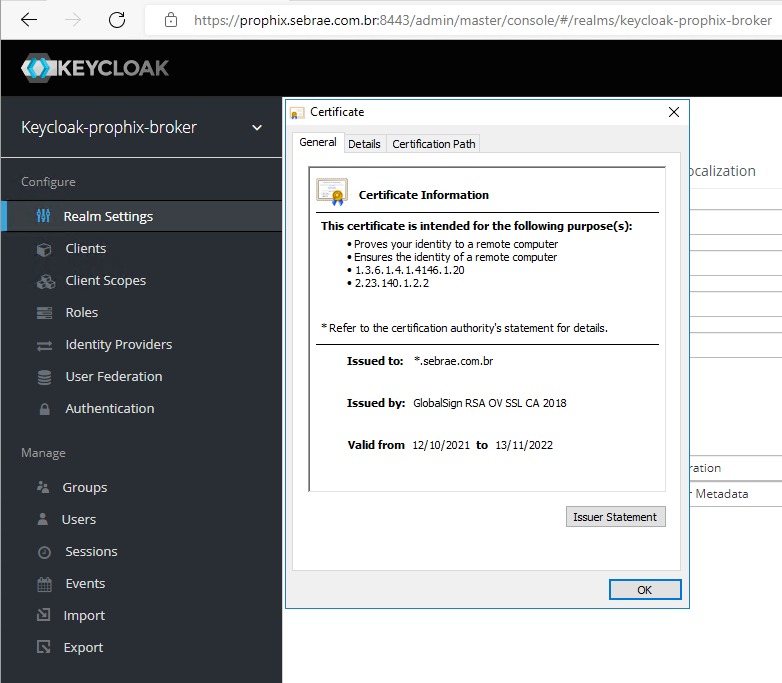 https://prophix.sebrae.com.br:8443/admin/master/console/#/realms/keycloak-prophix-broker
KEYCLOAK
Keycloak-prophix-broker
Configure
Realm Settings
Clients
Client Scopes
Roles
Identity Providers
User Federation
Authentication
Manage
Groups
Users
Sessions
Events
Import
Export
Certificate
General Details Certification Path
Certificate Information
This certificate is intended for the following purpose(s):
• Proves your identity to a remote computer
• Ensures the identity of a remote computer
• 1.3.6.1.4.1.4146.1.20
• 2.23.140.1.2.2
* Refer to the certification authority's statement for details.
Issued to: *.sebrae.com.br
Issued by: GlobalSign RSA OV SSL CA 2018
Valid from 12/10/2021 to 13/11/2022
Issuer Statement
OK
ocalization
ration
Metadata